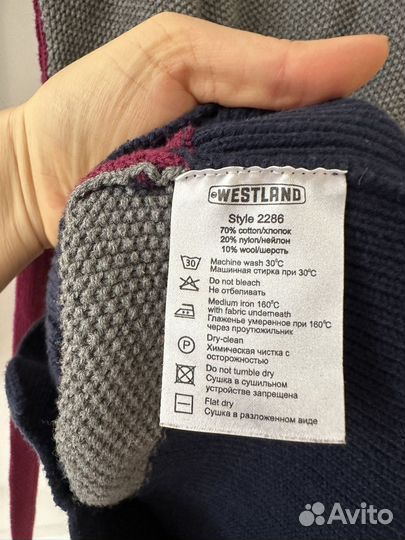 WESTLAND
Style 2286
70% cotton/хлопок
20% nylon/нейлон
10% wool/шерсть
30 Machine wash 30°C
Машинная стирка при 30°C
Do not bleach
Не отбеливать
Medium iron 160°C
with fabric underneath
Глаженье умеренное при 160°C
через проутюжильник
P Dry-clean
Химическая чистка с
осторожностью
Do not tumble dry
Сушка в сушильном
устройстве запрещена
Flat dry
Сушка в разложенном виде
Avito